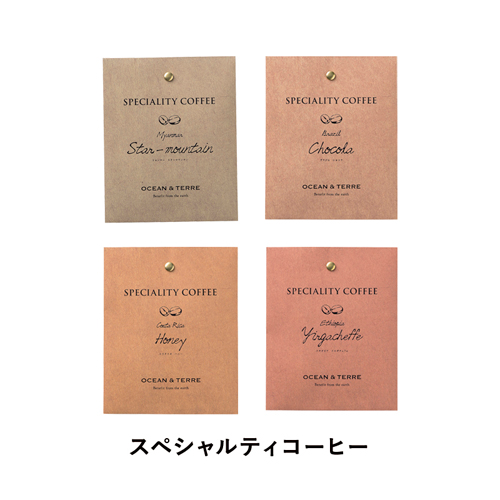 SPECIALITY COFFEE
Myanmar
Star-mountain
OCEAN & TERRE
Benefit from the earth
SPECIALITY COFFEE
Brazil
Chocola
OCEAN & TERRE
Benefit from the earth
SPECIALITY COFFEE
Costa Rica
Honey
OCEAN & TERRE
Benefit from the earth
SPECIALITY COFFEE
Ethiopia
Yirgacheffe
OCEAN & TERRE
Benefit from the earth
スペシャルティコーヒー